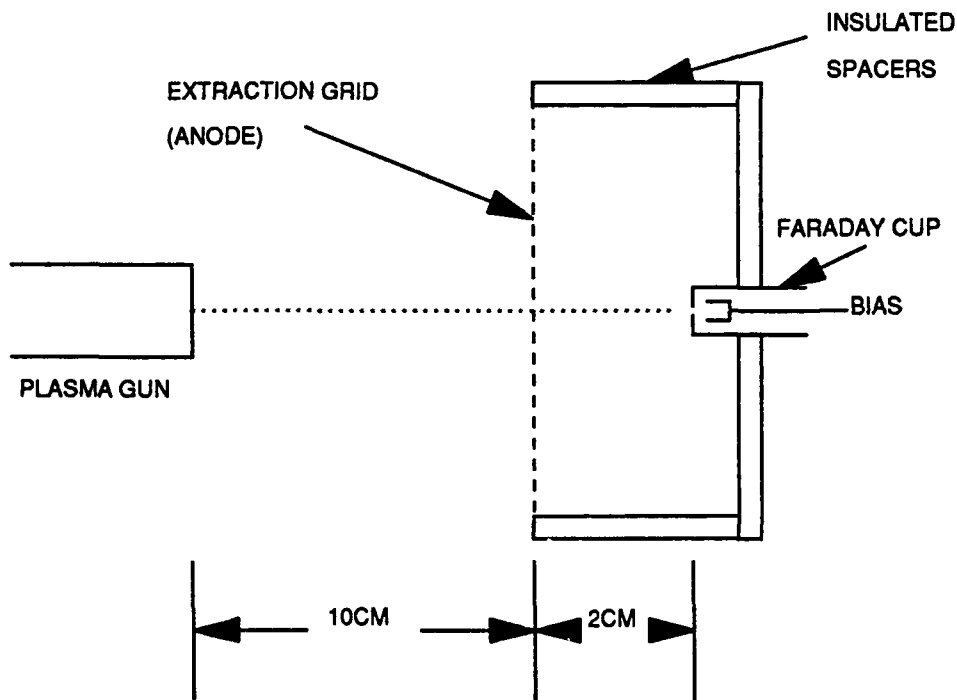 INSULATED
SPACERS
EXTRACTION GRID
(ANODE)
FARADAY CUP
BIAS
PLASMA GUN
10CM
2CM